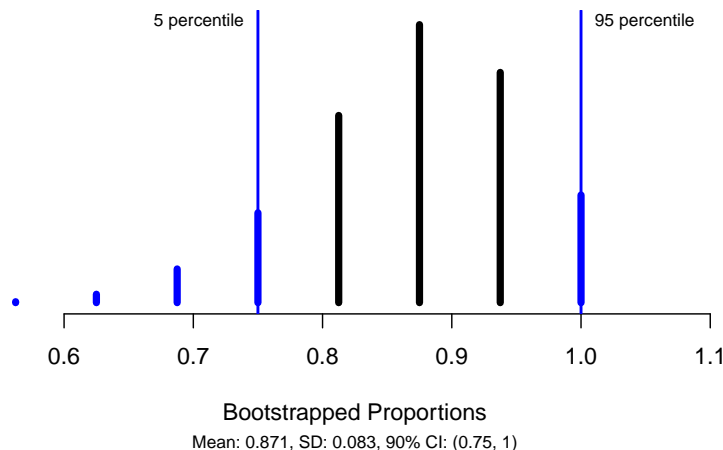 5 percentile
95 percentile
0.6 0.7 0.8 0.9 1.0 1.1
Bootstrapped Proportions
Mean: 0.871, SD: 0.083, 90% CI: (0.75, 1)